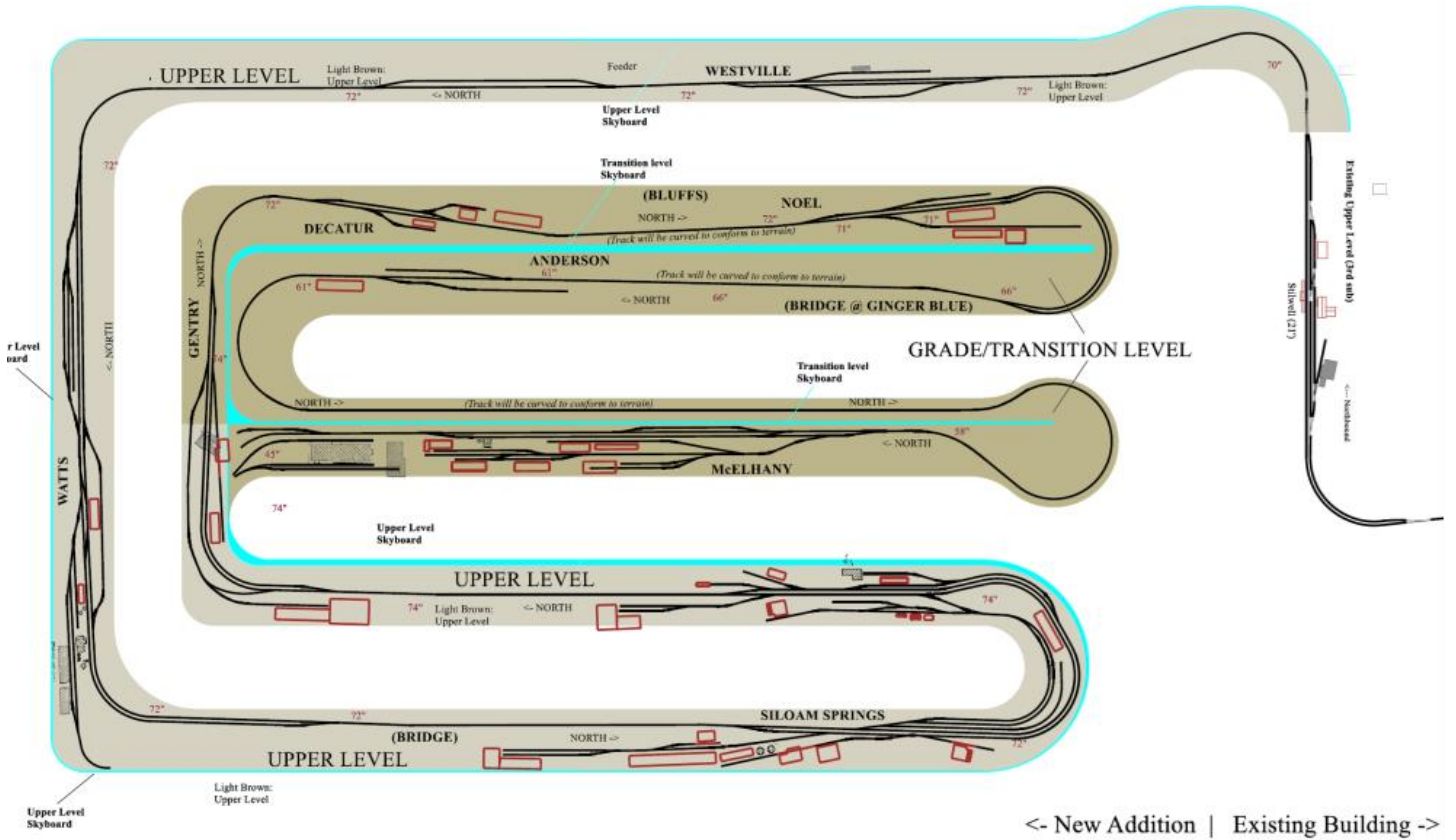 UPPER LEVEL
Light Brown:
Upper Level
72"
<- NORTH
Feeder
72"
WESTVILLE
72"
Light Brown:
Upper Level
70"
Upper Level
Skyboard
Transition level
Skyboard
72"
(BLUFFS)
NOEL
72"
DECATUR
NORTH ->
72"
71"
71"
(Track will be curved to conform to terrain)
ANDERSON
61"
(Track will be curved to conform to terrain)
61"
<- NORTH
66"
66"
(BRIDGE @ GINGER BLUE)
NORTH ->
GENTRY
74"
GRADE/TRANSITION LEVEL
Transition level
Skyboard
NORTH ->
(Track will be curved to conform to terrain)
NORTH ->
58"
<- NORTH
45"
McELHANY
74"
Upper Level
Skyboard
UPPER LEVEL
74"
Light Brown:
Upper Level
<- NORTH
74"
<- NORTH
WATTS
r Level
oard
Existing Upper Level (3rd sub)
Stilwell (21')
<- Northbound
72"
72"
SILOAM SPRINGS
(BRIDGE)
NORTH ->
72"
UPPER LEVEL
Light Brown:
Upper Level
Upper Level
Skyboard
<- New Addition | Existing Building ->